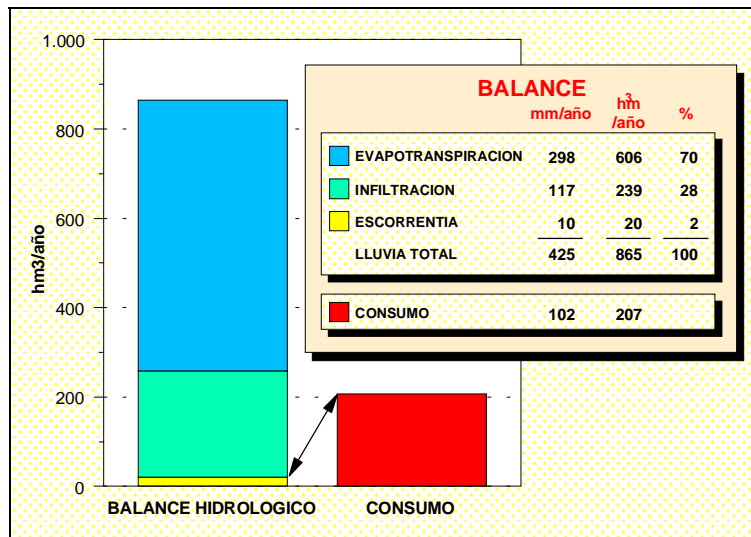 1.000
800
600
400
200
0
hm3/año
BALANCE HIDROLOGICO
CONSUMO
BALANCE
mm/año hm3/año %
EVAPOTRANSPIRACION 298 606 70
INFILTRACION 117 239 28
ESCORRENTIA 10 20 2
LLUVIA TOTAL 425 865 100
CONSUMO 102 207